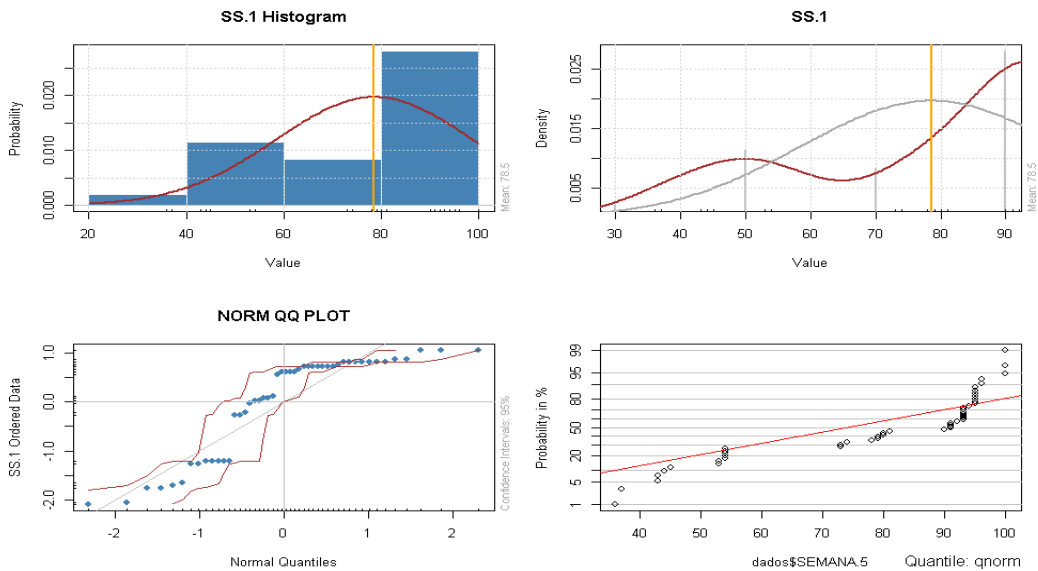 SS.1 Histogram
Probability
0.000
0.010
0.020
20
40
60
80
100
Value
Mean: 78.5
SS.1
Density
0.005
0.015
0.025
30
40
50
60
70
80
90
Value
Mean: 78.5
NORM QQ PLOT
SS.1 Ordered Data
-2.0
-1.0
0.0
1.0
-2
-1
0
1
2
Normal Quantiles
Confidence Intervals: 95%
Probability in %
1
5
20
50
80
95
99
40
50
60
70
80
90
100
dados$SEMANA.5
Quantile: qnorm